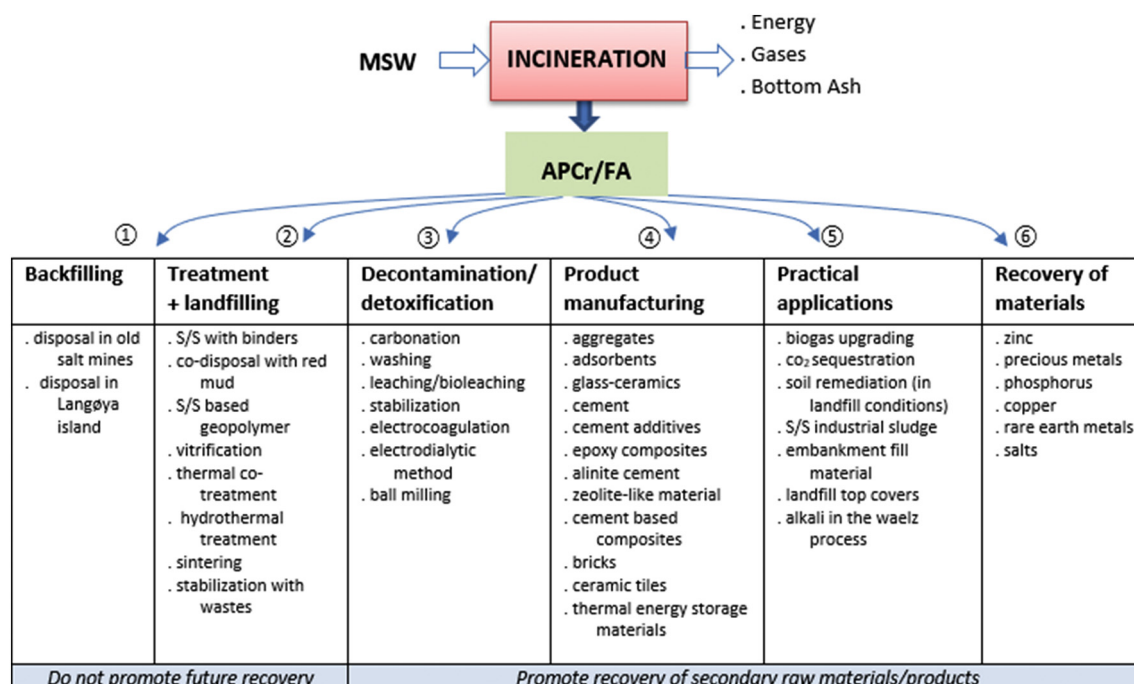 MSW
INCINERATION
. Energy
. Gases
. Bottom Ash
APCr/FA
①
②
③
④
⑤
⑥
Backfilling
. disposal in old
salt mines
. disposal in
Langøya
island
Treatment
+ landfilling
. S/S with binders
. co-disposal with red
mud
. S/S based
geopolymer
. vitrification
. thermal co-
treatment
. hydrothermal
treatment
. sintering
. stabilization with
wastes
Decontamination/
detoxification
. carbonation
. washing
. leaching/bioleaching
. stabilization
. electrocoagulation
. electrodialytic
method
. ball milling
Product
manufacturing
. aggregates
. adsorbents
. glass-ceramics
. cement
. cement additives
. epoxy composites
. alinite cement
. zeolite-like material
. cement based
composites
. bricks
. ceramic tiles
. thermal energy storage
materials
Practical
applications
. biogas upgrading
. co₂ sequestration
. soil remediation (in
landfill conditions)
. S/S industrial sludge
. embankment fill
material
. landfill top covers
. alkali in the waelz
process
Recovery of
materials
. zinc
. precious metals
. phosphorus
. copper
. rare earth metals
. salts
Do not promote future recovery
Promote recovery of secondary raw materials/products